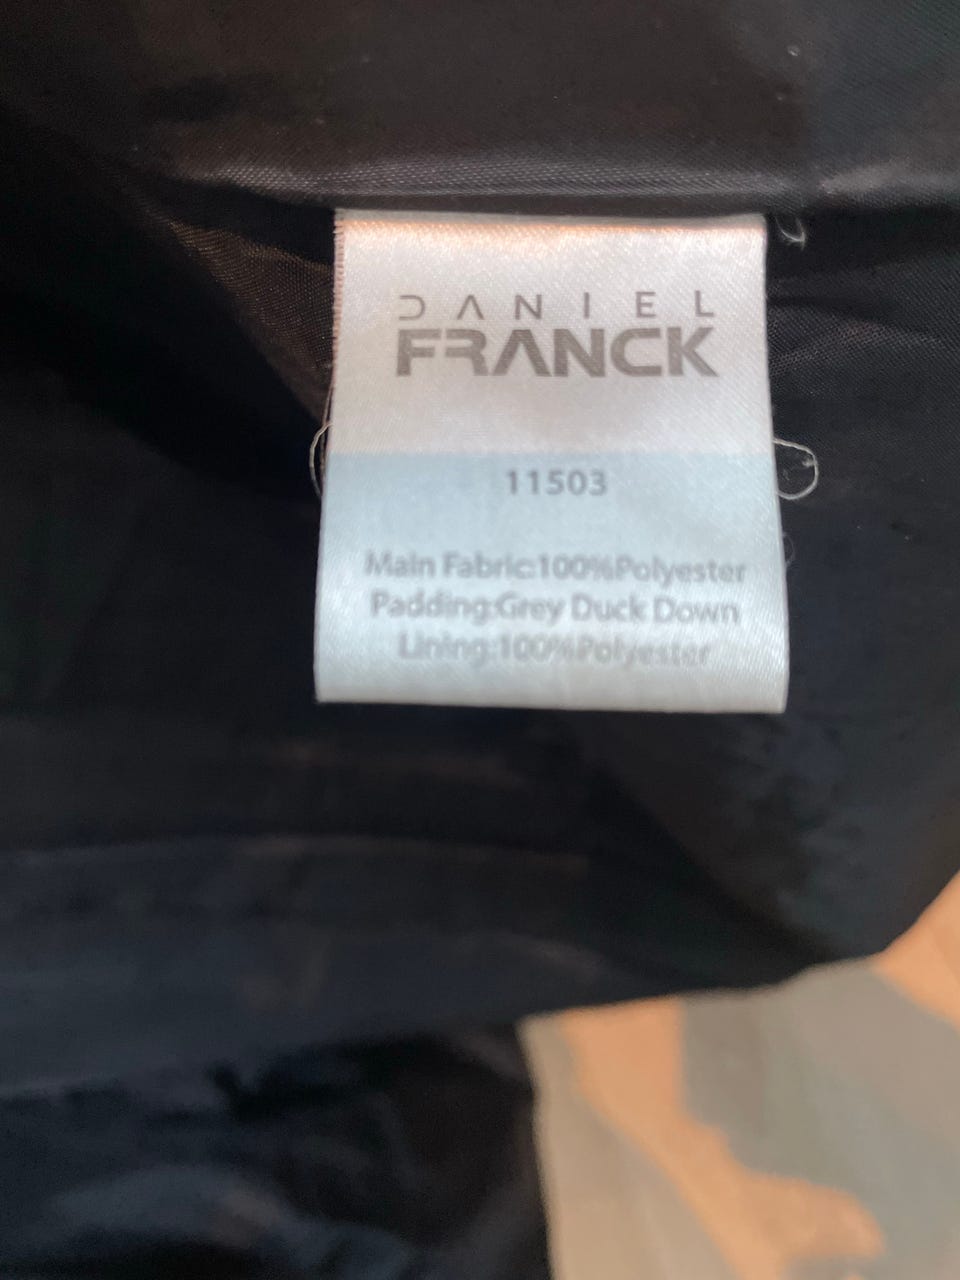 DANIEL
FRANCK
11503
Main Fabric:100%Polyester
Padding:Grey Duck Down
Lining:100%Polyester